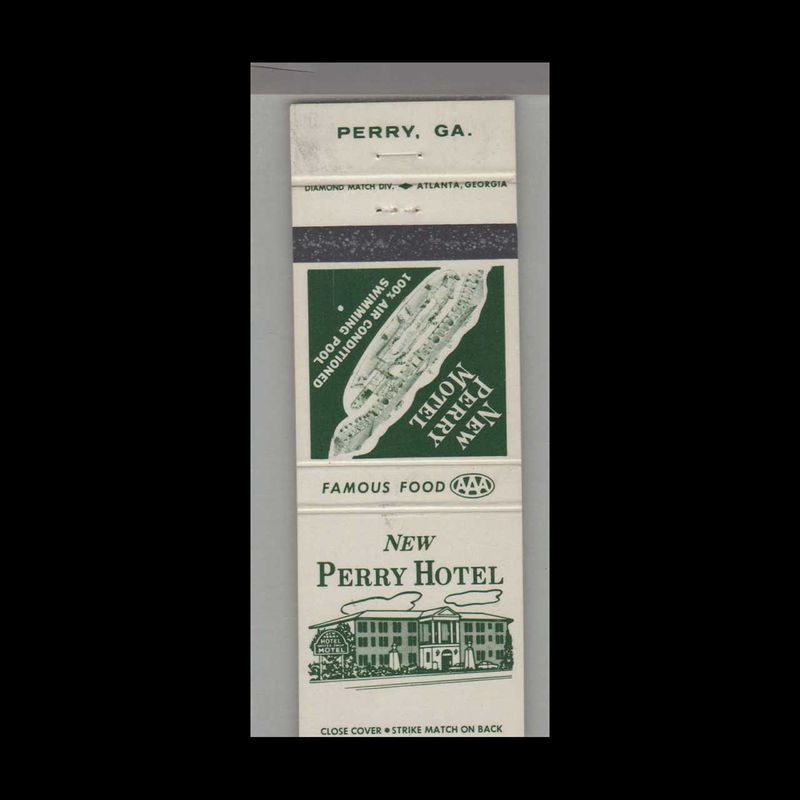 PERRY, GA.
DIAMOND MATCH DIV. ATLANTA, GEORGIA
100% AIR CONDITIONED
SWIMMING POOL
NEW
PERRY
MOTEL
FAMOUS FOOD AAA
NEW
PERRY HOTEL
HOTEL
MOTEL
CLOSE COVER • STRIKE MATCH ON BACK